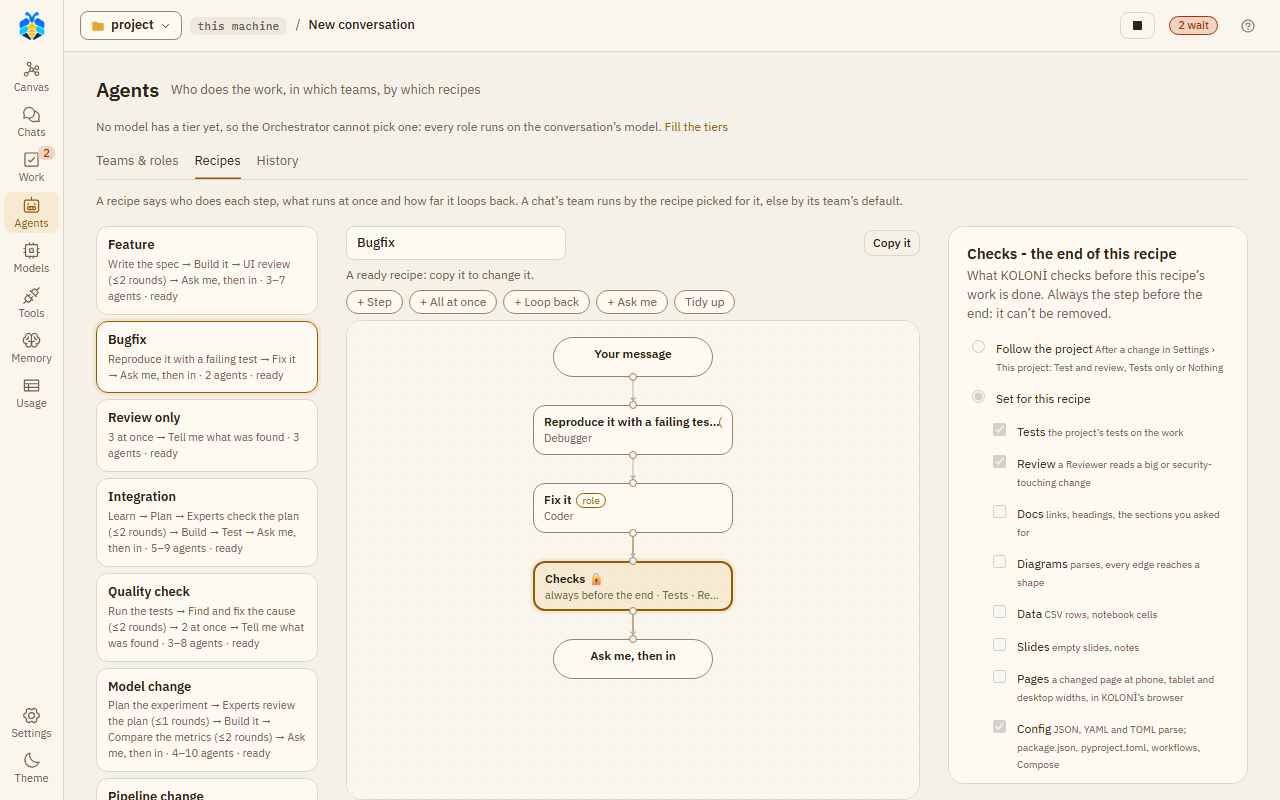 project
this machine / New conversation
2 wait
Canvas
Chats
2
Work
Agents
Models
Tools
Memory
Usage
Settings
Theme
Agents Who does the work, in which teams, by which recipes
No model has a tier yet, so the Orchestrator cannot pick one: every role runs on the conversation's model. Fill the tiers
Teams & roles Recipes History
A recipe says who does each step, what runs at once and how far it loops back. A chat's team runs by the recipe picked for it, else by its team's default.
Feature
Write the spec → Build it → UI review
(≤2 rounds) → Ask me, then in · 3–7
agents · ready
Bugfix
Reproduce it with a failing test → Fix it
→ Ask me, then in · 2 agents · ready
Review only
3 at once → Tell me what was found · 3
agents · ready
Integration
Learn → Plan → Experts check the plan
(≤2 rounds) → Build → Test → Ask me,
then in · 5–9 agents · ready
Quality check
Run the tests → Find and fix the cause
(≤2 rounds) → 2 at once → Tell me what
was found · 3–8 agents · ready
Model change
Plan the experiment → Experts review
the plan (≤1 rounds) → Build it →
Compare the metrics (≤2 rounds) → Ask
me, then in · 4–10 agents · ready
Pipeline change
Bugfix
Copy it
A ready recipe: copy it to change it.
+ Step
+ All at once
+ Loop back
+ Ask me
Tidy up
Your message
Reproduce it with a failing tes...
Debugger
Fix it role
Coder
Checks 🔒
always before the end · Tests · Re...
Ask me, then in
Checks - the end of this recipe
What KOLONİ checks before this recipe's
work is done. Always the step before the
end: it can't be removed.
Follow the project After a change in Settings ›
This project: Test and review, Tests only or Nothing
Set for this recipe
Tests the project's tests on the work
Review a Reviewer reads a big or security-
touching change
Docs links, headings, the sections you asked
for
Diagrams parses, every edge reaches a
shape
Data CSV rows, notebook cells
Slides empty slides, notes
Pages a changed page at phone, tablet and
desktop widths, in KOLONİ's browser
Config JSON, YAML and TOML parse;
package.json, pyproject.toml, workflows,
Compose